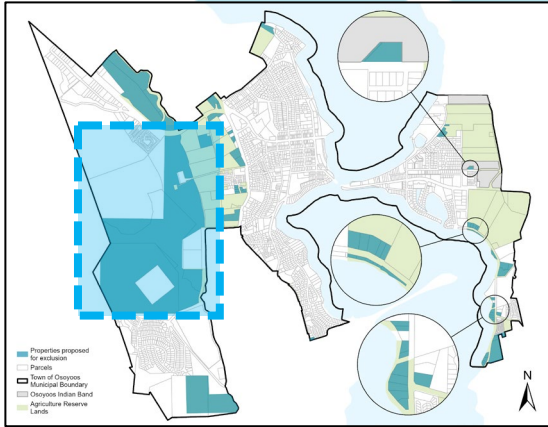 N
Properties proposed
for exclusion
Parcels
Town of Osoyoos
Municipal Boundary
Osoyoos Indian Band
Agriculture Reserve
Lands